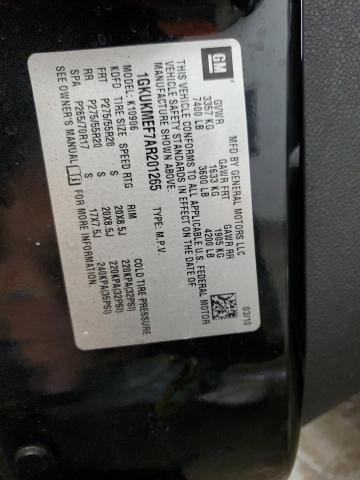 GM
MFD BY GENERAL MOTORS LLC 03/10
GVWR GAWR FRT GAWR RR
3357 KG 1633 KG 1905 KG
7400 LB 3600 LB 4200 LB
THIS VEHICLE CONFORMS TO ALL APPLICABLE U.S. FEDERAL MOTOR
VEHICLE SAFETY STANDARDS IN EFFECT ON THE DATE OF
MANUFACTURE SHOWN ABOVE.
1GKUKMEF7AR201265 TYPE: M.P.V.
MODEL: K10906
KDFD TIRE SIZE SPEED RTG RIM COLD TIRE PRESSURE
FRT P275/55R20 S 20X8.5J 220KPA(32PSI)
RR P275/55R20 S 20X8.5J 220KPA(32PSI)
SPA P265/70R17 S 17X7.5J 240KPA(35PSI)
SEE OWNER'S MANUAL FOR MORE INFORMATION.